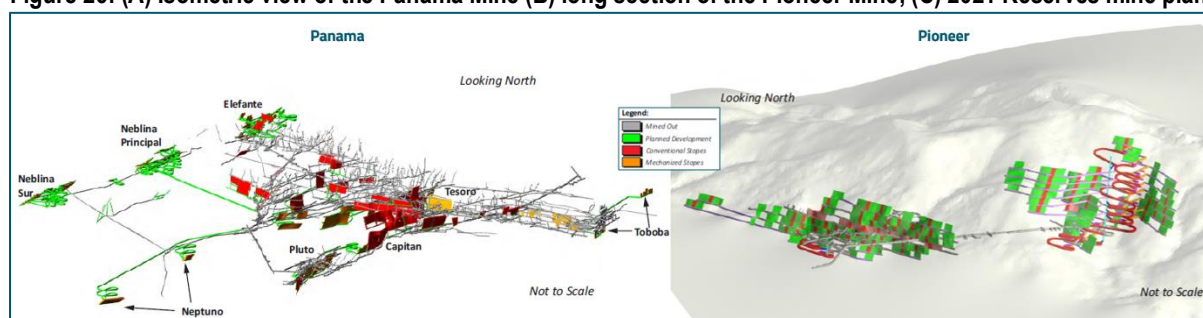 Figure 20: (A) Isometric view of the Panama Mine (B) long section of the Pioneer Mine; (C) 2021 Reserves mine plan
Panama
Looking North
Elefante
Neblina
Principal
Neblina
Sur
Tesoro
Toboba
Pluto
Capitan
Neptuno
Not to Scale
Legend:
Mined Out
Planned Development
Conventional Stopes
Mechanized Stopes
Pioneer
Looking North
Not to Scale